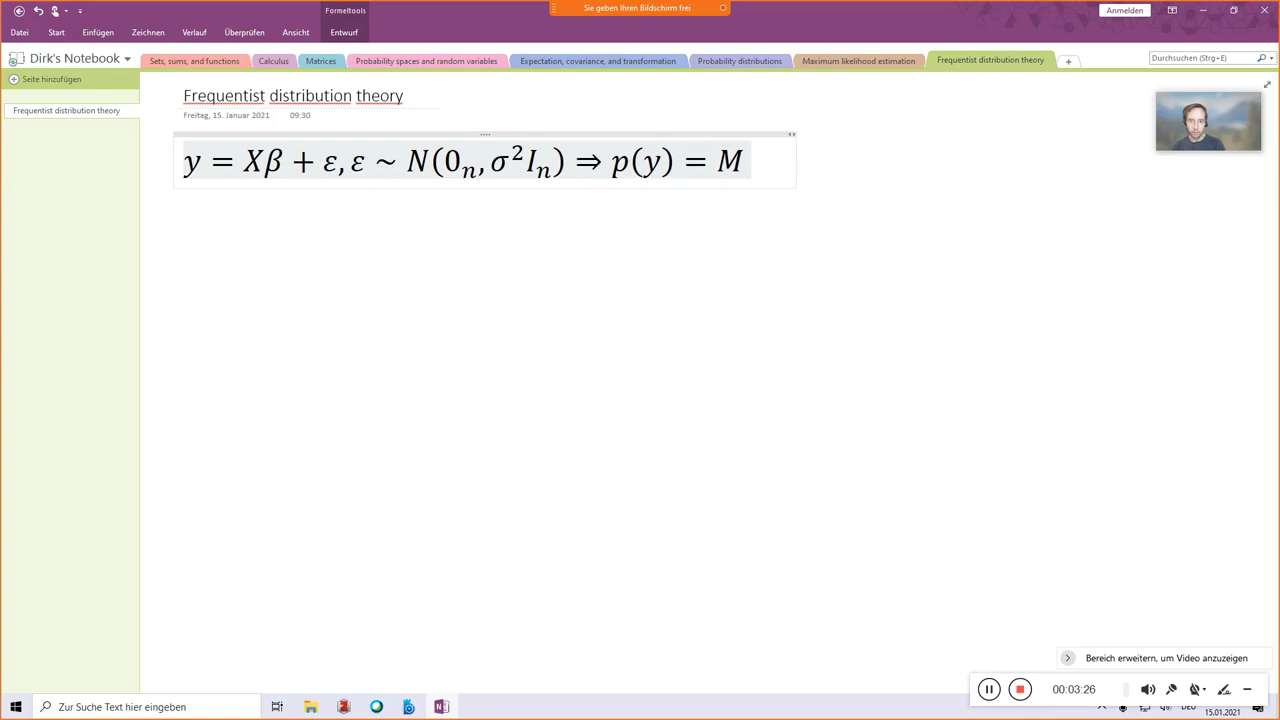 Formeltools
Sie geben Ihren Bildschirm frei
Anmelden
Datei Start Einfügen Zeichnen Verlauf Überprüfen Ansicht Entwurf
Dirk's Notebook
Sets, sums, and functions Calculus Matrices Probability spaces and random variables Expectation, covariance, and transformation Probability distributions Maximum likelihood estimation Frequentist distribution theory
Durchsuchen (Strg+E)
Seite hinzufügen
Frequentist distribution theory
Frequentist distribution theory
Freitag, 15. Januar 2021 09:30
y = Xβ + ε, ε ~ N(0ₙ, σ²Iₙ) ⇒ p(y) = M
Bereich erweitern, um Video anzuzeigen
00:03:26
Zur Suche Text hier eingeben
DEU
15.01.2021